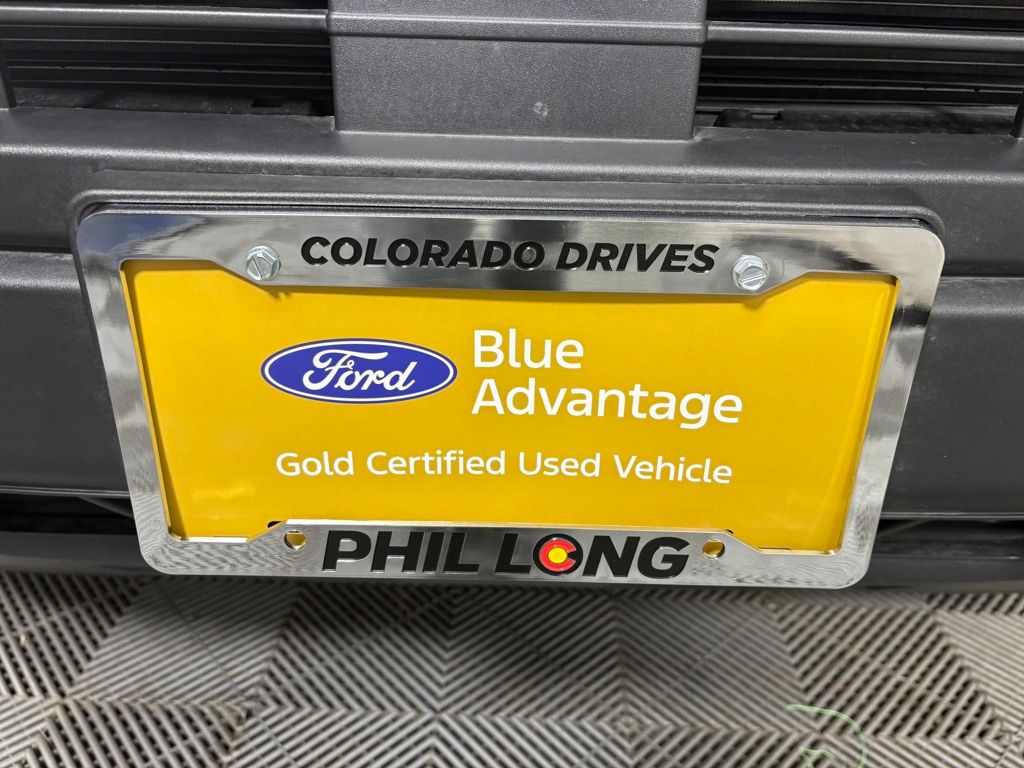 COLORADO DRIVES
Ford
Blue
Advantage
Gold Certified Used Vehicle
PHIL LONG